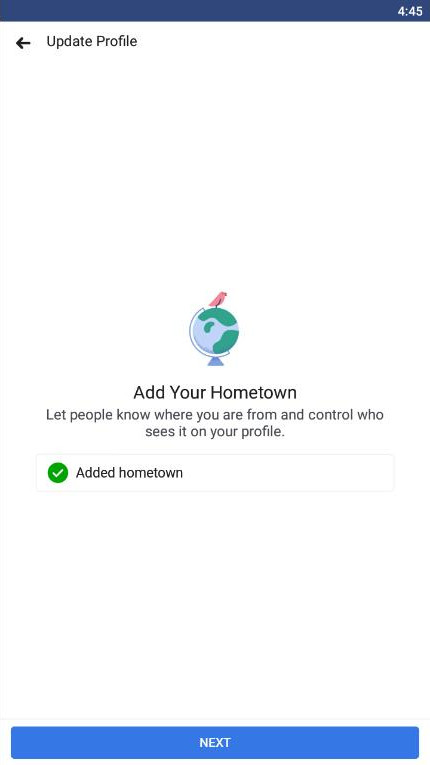 4:45
Update Profile
Add Your Hometown
Let people know where you are from and control who
sees it on your profile.
Added hometown
NEXT